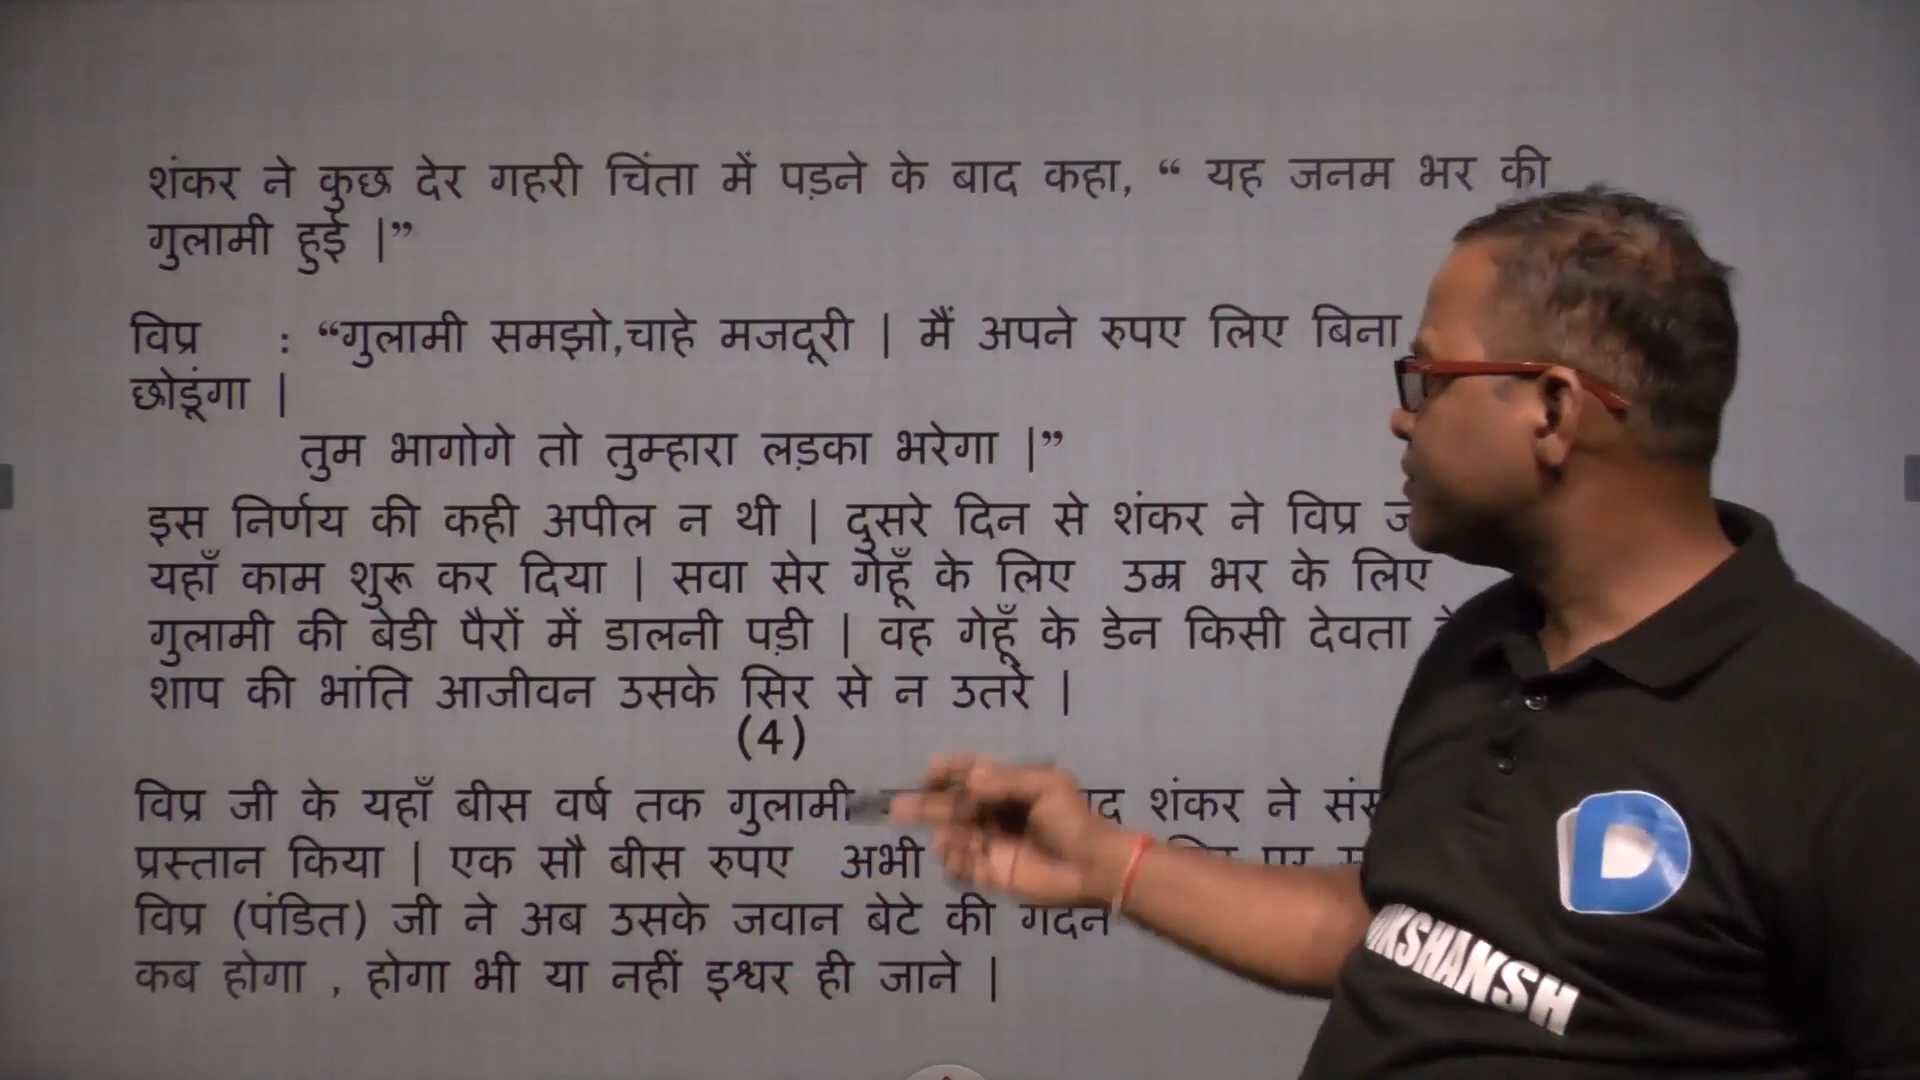 शंकर ने कुछ देर गहरी चिंता में पड़ने के बाद कहा, “ यह जनम भर की
गुलामी हुई |”
विप्र : “गुलामी समझो,चाहे मजदूरी | मैं अपने रुपए लिए बिना
छोडूंगा |
तुम भागोगे तो तुम्हारा लड़का भरेगा |”
इस निर्णय की कही अपील न थी | दुसरे दिन से शंकर ने विप्र
यहाँ काम शुरू कर दिया | सवा सेर गेहूँ के लिए उम्र भर के लिए
गुलामी की बेडी पैरों में डालनी पड़ी | वह गेहूँ के डेन किसी देवता
शाप की भांति आजीवन उसके सिर से न उतरे |
(4)
विप्र जी के यहाँ बीस वर्ष तक गुलामी शंकर ने
प्रस्तान किया | एक सौ बीस रुपए अभी पर
विप्र (पंडित) जी ने अब उसके जवान बेटे की गर्दन
कब होगा , होगा भी या नहीं इश्वर ही जाने |
D
KSHANSH